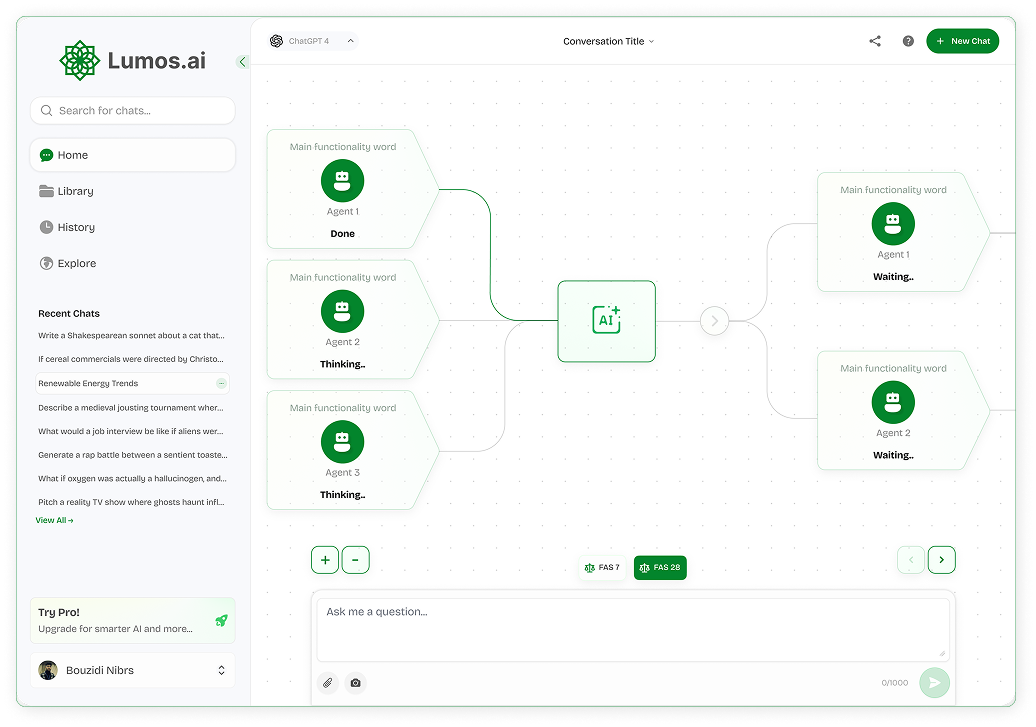 Lumos.ai
Search for chats...
Home
Library
History
Explore
Recent Chats
Write a Shakespearean sonnet about a cat that...
If cereal commercials were directed by Christo...
Renewable Energy Trends
Describe a medieval jousting tournament wher...
What would a job interview be like if aliens wer...
Generate a rap battle between a sentient toaste...
What if oxygen was actually a hallucinogen, and...
Pitch a reality TV show where ghosts haunt infl...
View All →
Try Pro!
Upgrade for smarter AI and more...
Bouzidi Nibrs
ChatGPT 4
Conversation Title
+ New Chat
Main functionality word
Agent 1
Done
Main functionality word
Agent 2
Thinking..
Main functionality word
Agent 3
Thinking..
AI
Main functionality word
Agent 1
Waiting..
Main functionality word
Agent 2
Waiting..
+ -
FAS 7
FAS 28
Ask me a question...
0/1000